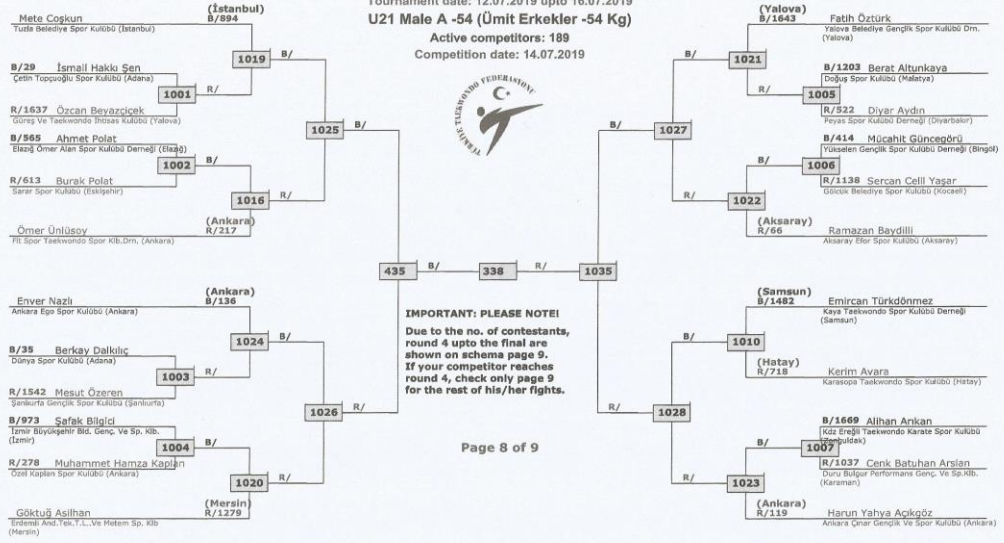 Tournament date: 12.07.2019 upto 16.07.2019
U21 Male A -54 (Ümit Erkekler -54 Kg)
Active competitors: 189
Competition date: 14.07.2019
TÜRKİYE TAEKWONDO FEDERASYONU
(İstanbul)
Mete Coşkun B/894
Tuzla Belediye Spor Kulübü (İstanbul)
1019 B/
B/29 İsmail Hakkı Şen
Çetin Topçuoğlu Spor Kulübü (Adana)
1001 R/
R/1637 Özcan Beyazçiçek
Güreş Ve Taekwondo İhtisas Kulübü (Yalova)
1025 B/
B/565 Ahmet Polat
Elazığ Ömer Alan Spor Kulübü Derneği (Elazığ)
1002 B/
R/613 Burak Polat
Sarar Spor Kulübü (Eskişehir)
1016 R/
(Ankara)
Ömer Ünlüsoy R/217
Fit Spor Taekwondo Spor Klb.Drn. (Ankara)
435 B/ 338 R/ 1035
(Ankara)
Enver Nazlı B/136
Ankara Ego Spor Kulübü (Ankara)
1024 B/
B/35 Berkay Dalkılıç
Dünya Spor Kulübü (Adana)
1003 R/
R/1542 Mesut Özeren
Şanlıurfa Gençlik Spor Kulübü (Şanlıurfa)
1026 R/
B/973 Şafak Bilgici
İzmir Büyükşehir Bld. Genç. Ve Sp. Klb.
(İzmir)
1004 B/
R/278 Muhammet Hamza Kaplan
Özel Kaplan Spor Kulübü (Ankara)
1020 R/
(Mersin)
Göktuğ Asilhan R/1279
Erdemli And.Tek.T.L..Ve Metem Sp. Klb
(Mersin)
IMPORTANT: PLEASE NOTE!
Due to the no. of contestants,
round 4 upto the final are
shown on schema page 9.
If your competitor reaches
round 4, check only page 9
for the rest of his/her fights.
Page 8 of 9
(Yalova)
B/1643 Fatih Öztürk
Yalova Belediye Gençlik Spor Kulübü Drn.
(Yalova)
B/ 1021
B/1203 Berat Altunkaya
Doğuş Spor Kulübü (Malatya)
R/ 1005
R/522 Diyar Aydın
Peyas Spor Kulübü Derneği (Diyarbakır)
B/ 1027
B/414 Mücahit Güncegörü
Yükselen Gençlik Spor Kulübü Derneği (Bingöl)
B/ 1006
R/1138 Sercan Celil Yaşar
Gölcük Belediye Spor Kulübü (Kocaeli)
R/ 1022
(Aksaray)
R/66 Ramazan Baydilli
Aksaray Efor Spor Kulübü (Aksaray)
(Samsun)
B/1482 Emircan Türkdönmez
Kaya Taekwondo Spor Kulübü Derneği
(Samsun)
B/ 1010
(Hatay)
R/718 Kerim Avara
Karasopa Taekwondo Spor Kulübü (Hatay)
R/ 1028
B/1669 Alihan Arıkan
Kdz Ereğli Taekwondo Karate Spor Kulübü
(Zonguldak)
B/ 1007
R/1037 Cenk Batuhan Arslan
Duru Bulgur Performans Genç. Ve Sp.Klb.
(Karaman)
R/ 1023
(Ankara)
R/119 Harun Yahya Açıkgöz
Ankara Çınar Gençlik Ve Spor Kulübü (Ankara)